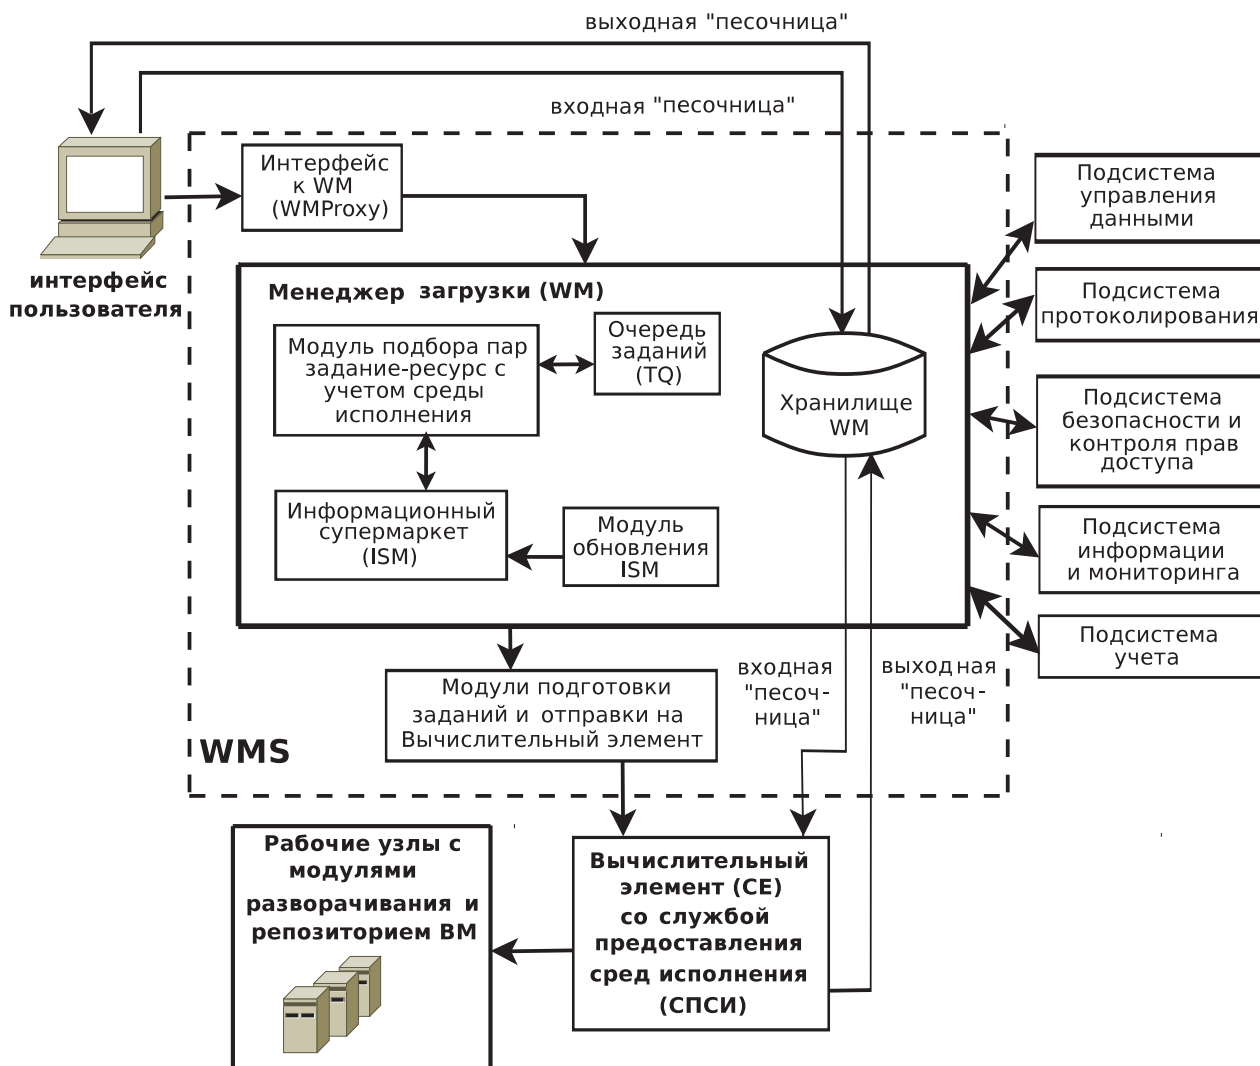 выходная "песочница"
входная "песочница"
Интерфейс
к WM
(WMProxy)
интерфейс
пользователя
Менеджер загрузки (WM)
Модуль подбора пар
задание-ресурс с
учетом среды
исполнения
Очередь
заданий
(TQ)
Хранилище
WM
Информационный
супермаркет
(ISM)
Модуль
обновления
ISM
Подсистема
управления
данными
Подсистема
протоколирования
Подсистема
безопасности и
контроля прав
доступа
Подсистема
информации
и мониторинга
Подсистема
учета
Модули подготовки
заданий и отправки на
Вычислительный элемент
входная
"песоч-
ница"
выходная
"песоч-
ница"
WMS
Рабочие узлы с
модулями
разворачивания и
репозиторием ВМ
Вычислительный
элемент (CE)
со службой
предоставления
сред исполнения
(СПСИ)